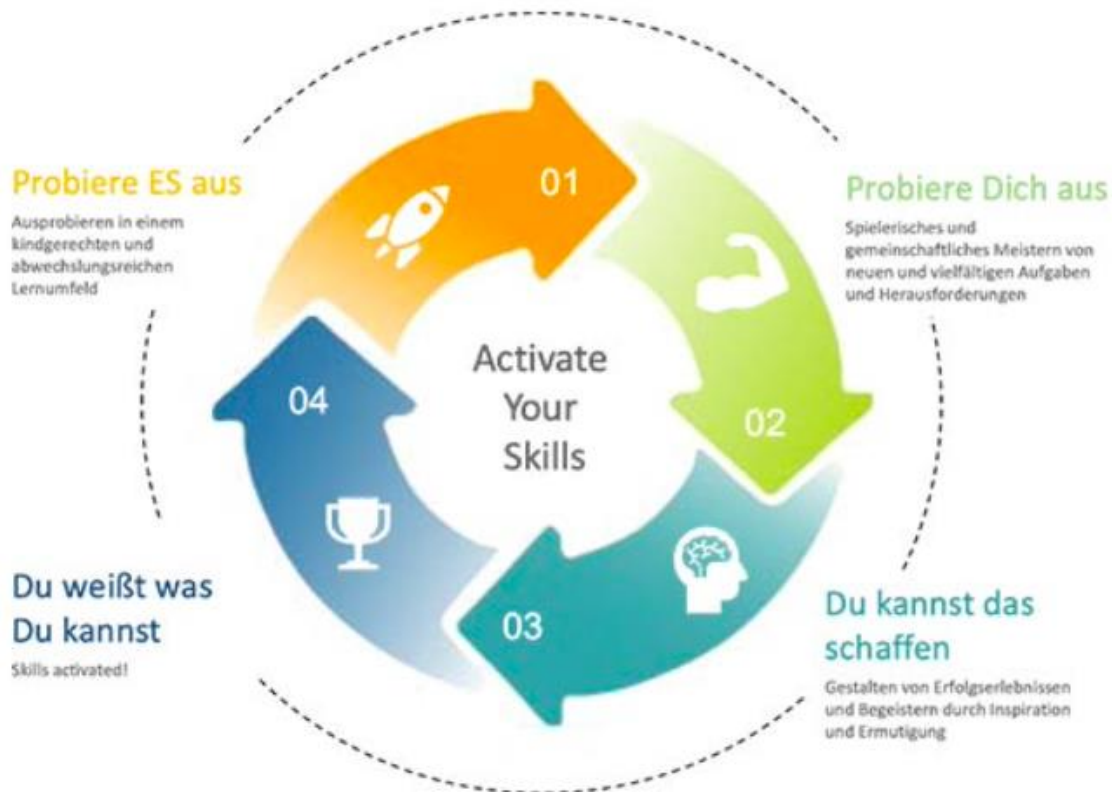 Probiere ES aus
Ausprobieren in einem
kindgerechten und
abwechslungsreichen
Lernumfeld
01
Probiere Dich aus
Spielerisches und
gemeinschaftliches Meistern von
neuen und vielfältigen Aufgaben
und Herausforderungen
02
Activate
Your
Skills
Du kannst das
schaffen
Gestalten von Erfolgserlebnissen
und Begeistern durch Inspiration
und Ermutigung
03
Du weißt was
Du kannst
Skills activated!
04